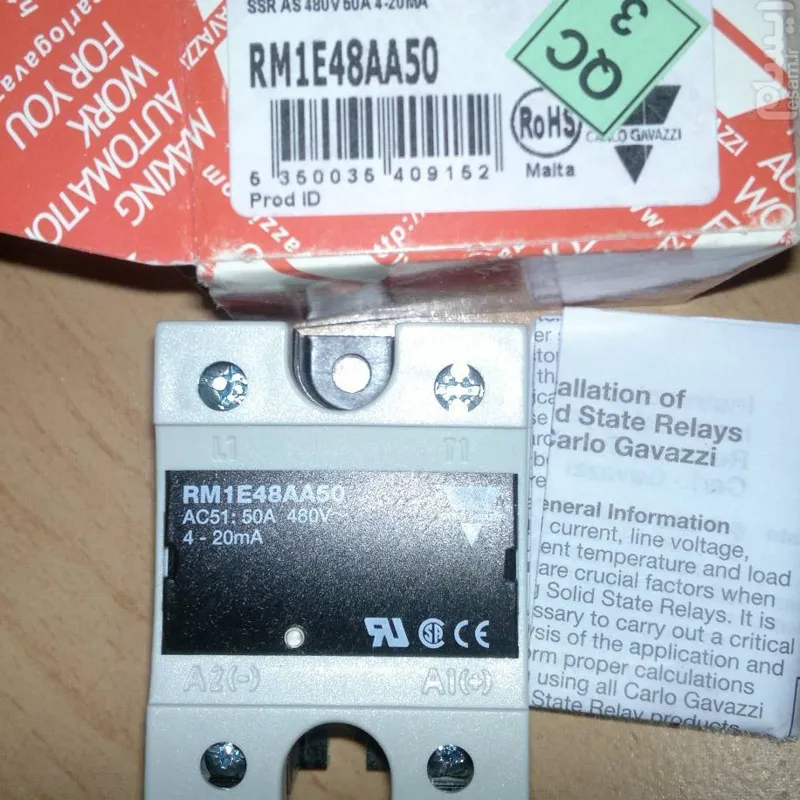 SSR AS 480V 50A 4-20MA
RM1E48AA50
QC
3
RoHS
CARLO GAVAZZI
Malta
5 350035 409152
Prod ID
MAKING
AUTOMATION
WORK
FOR YOU
esam.ir
L1
T1
RM1E48AA50
AC51: 50A 480V~
4 - 20mA
CE
A2(-)
A1(+)
allation of
d State Relays
Carlo Gavazzi
eneral Information
current, line voltage,
ent temperature and load
are crucial factors when
g Solid State Relays. It is
ssary to carry out a critical
ysis of the application and
rm proper calculations
using all Carlo Gavazzi
State Relay products